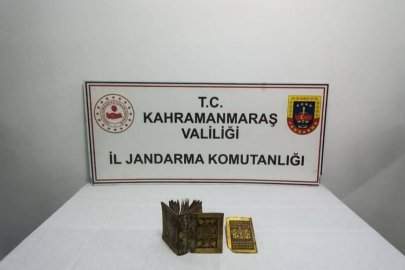 T.C.
KAHRAMANMARAŞ
VALİLİĞİ
İL JANDARMA KOMUTANLIĞI